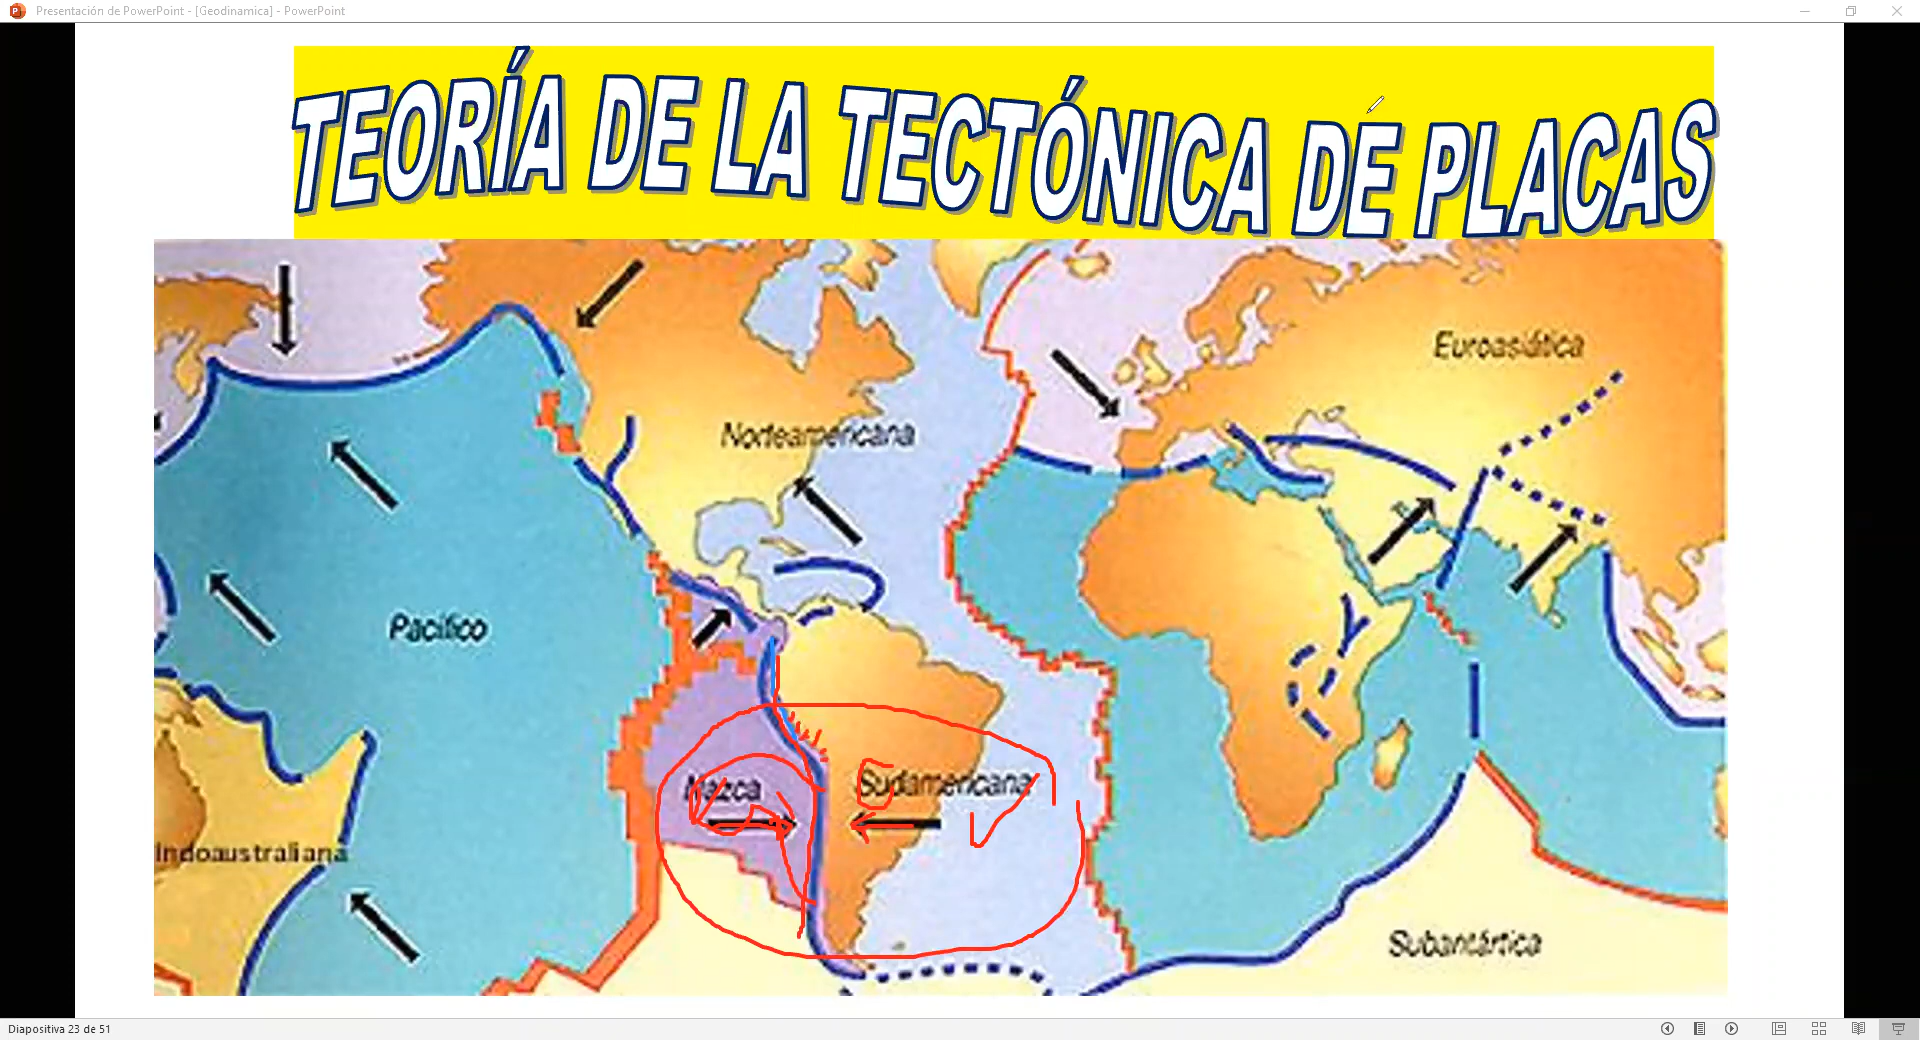 Presentación de PowerPoint - [Geodinamica] - PowerPoint
TEORÍA DE LA TECTÓNICA DE PLACAS
Euroasiática
Norteamericana
Pacífico
Mazca
Sudamericana
Indoaustraliana
Subantártica
Diapositiva 23 de 51